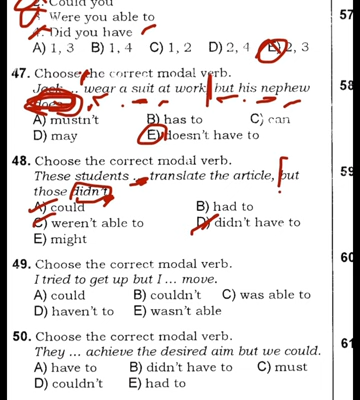 2. Could you
3. Were you able to
4. Did you have
A) 1, 3 B) 1, 4 C) 1, 2 D) 2, 4 E) 2, 3
47. Choose the correct modal verb.
Jack ... wear a suit at work, but his nephew
does.
A) mustn't B) has to C) can
D) may E) doesn't have to
48. Choose the correct modal verb.
These students ... translate the article, but
those didn't.
A) could B) had to
C) weren't able to D) didn't have to
E) might
49. Choose the correct modal verb.
I tried to get up but I ... move.
A) could B) couldn't C) was able to
D) haven't to E) wasn't able
50. Choose the correct modal verb.
They ... achieve the desired aim but we could.
A) have to B) didn't have to C) must
D) couldn't E) had to
57
58
59
60
61